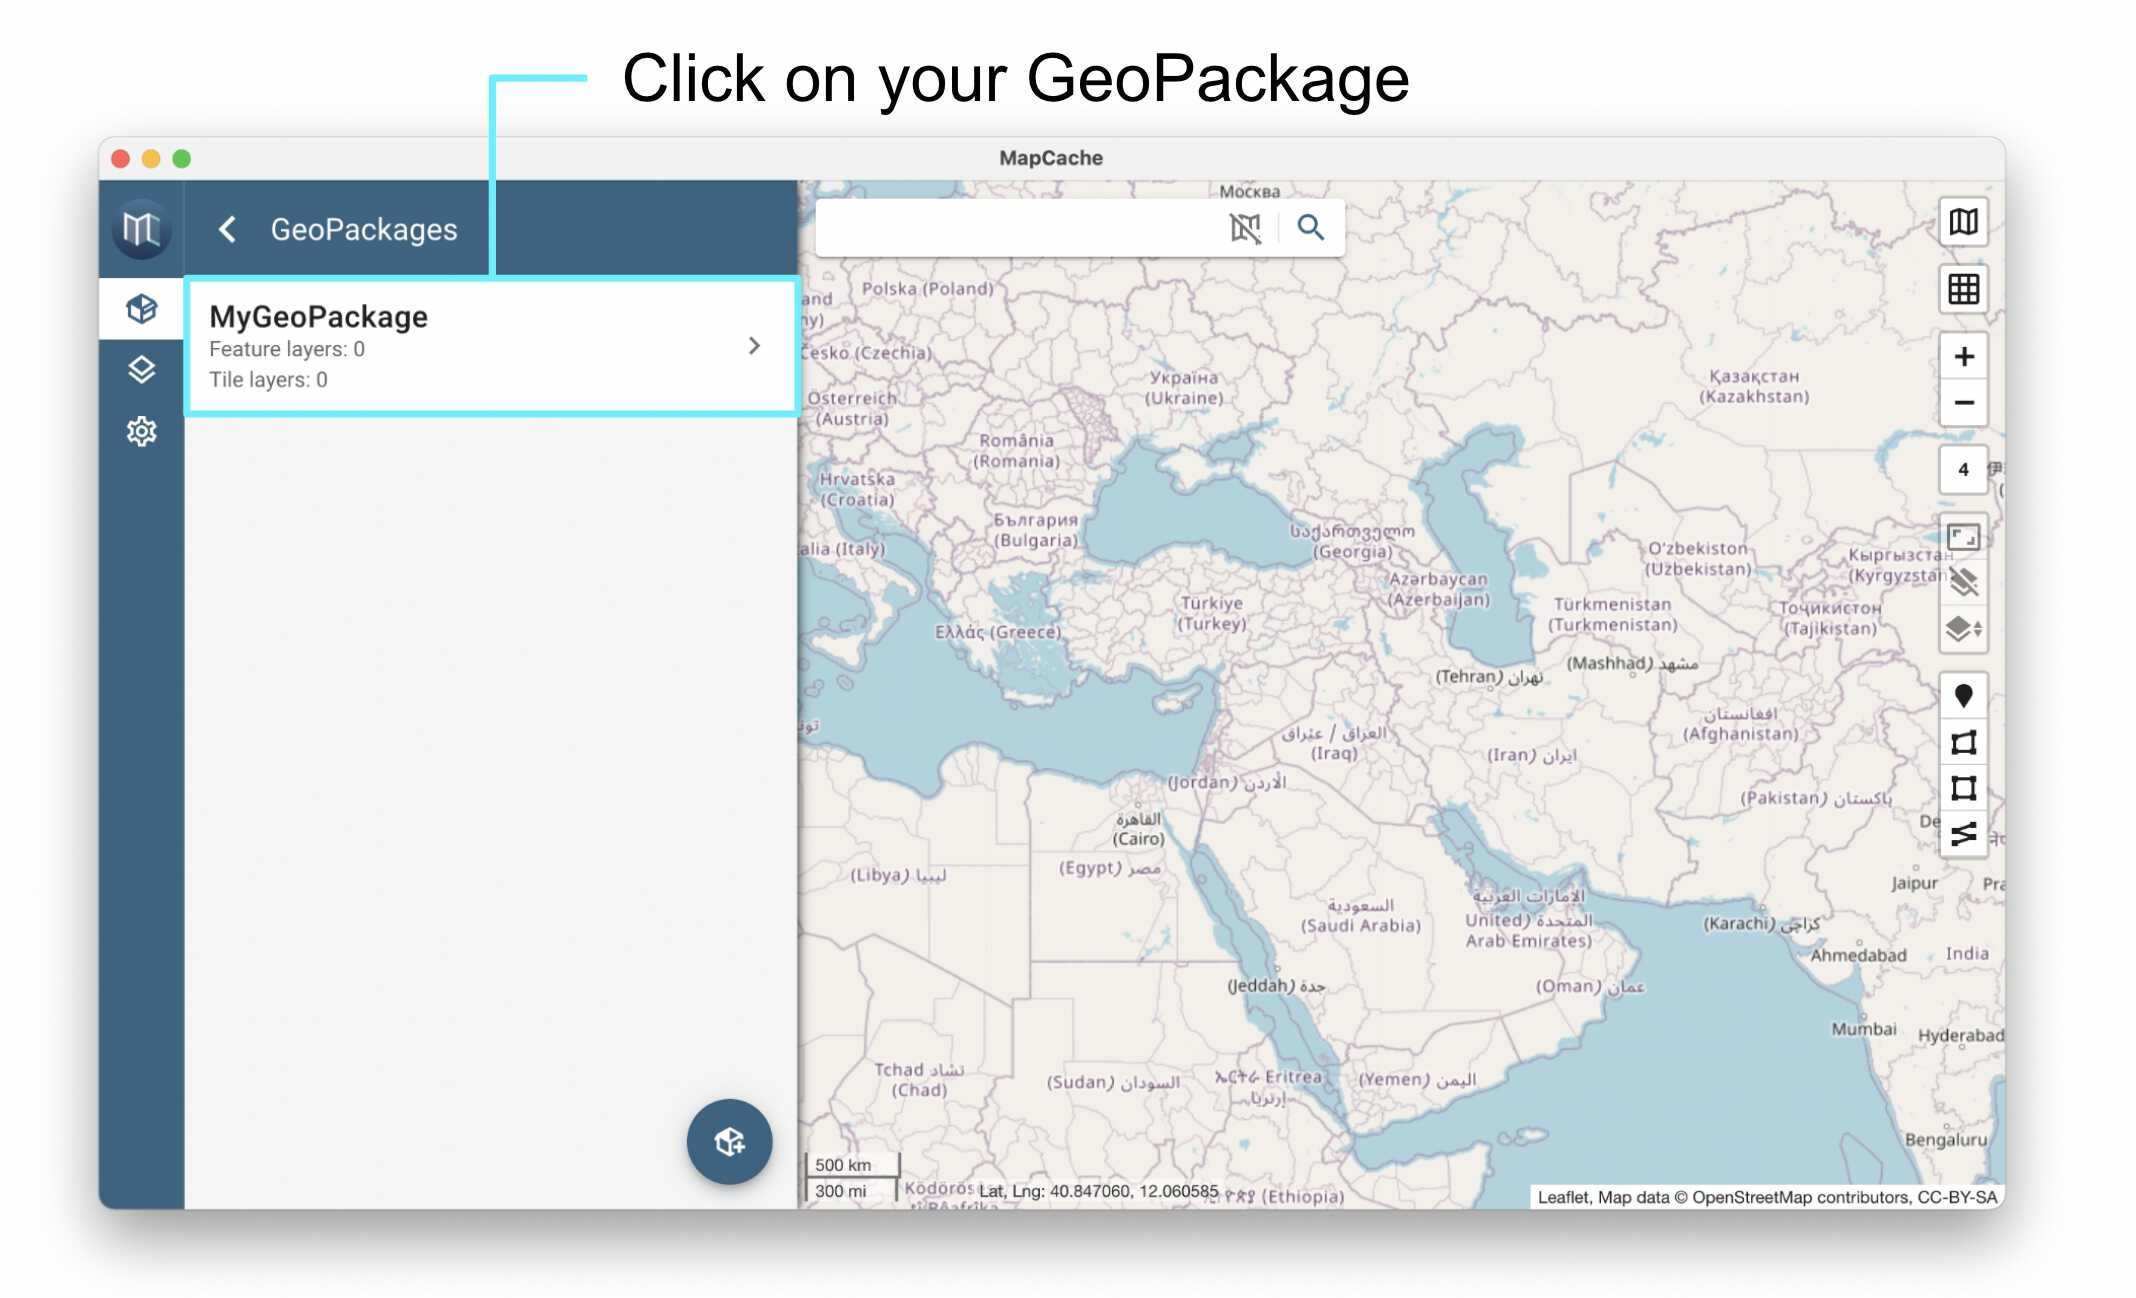 Click on your GeoPackage
MapCache
GeoPackages
MyGeoPackage
Feature layers: 0
Tile layers: 0
Москва
Polska (Poland)
Česko (Czechia)
Österreich
(Austria)
Україна
(Ukraine)
Қазақстан
(Kazakhstan)
România
(Romania)
Hrvatska
(Croatia)
България
(Bulgaria)
alia (Italy)
საქართველო
(Georgia)
Azərbaycan
(Azerbaijan)
O'zbekiston
(Uzbekistan)
Кыргызстан
(Kyrgyzstan
Türkiye
(Turkey)
Türkmenistan
(Turkmenistan)
Тоҷикистон
(Tajikistan)
Ελλάς (Greece)
(Tehran) تهران
(Mashhad) مشهد
افغانستان
(Afghanistan)
العراق / عێراق
(Iraq)
(Iran) ایران
(Jordan) الأردن
(Pakistan) پاکستان
القاهرة
(Cairo)
(Egypt) مصر
(Libya) ليبيا
السعودية
(Saudi Arabia)
الإمارات العربية
United) المتحدة
Arab Emirates)
Jaipur
(Karachi) کراچی
Ahmedabad
India
(Jeddah) جدة
(Oman) عمان
Mumbai
Hyderabad
Tchad تشاد
(Chad)
(Sudan) السودان
ኤርትራ Eritrea
إرتريا
(Yemen) اليمن
Bengaluru
4
500 km
300 mi
Lat, Lng: 40.847060, 12.060585
(Ethiopia)
Leaflet, Map data © OpenStreetMap contributors, CC-BY-SA